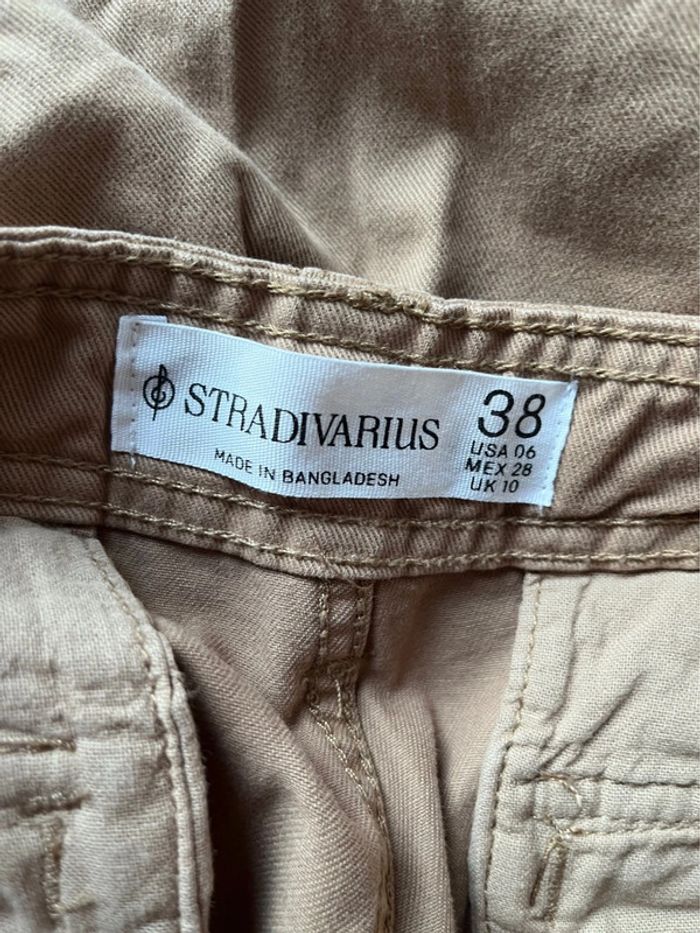 STRADIVARIUS
MADE IN BANGLADESH
38
USA 06
MEX 28
UK 10